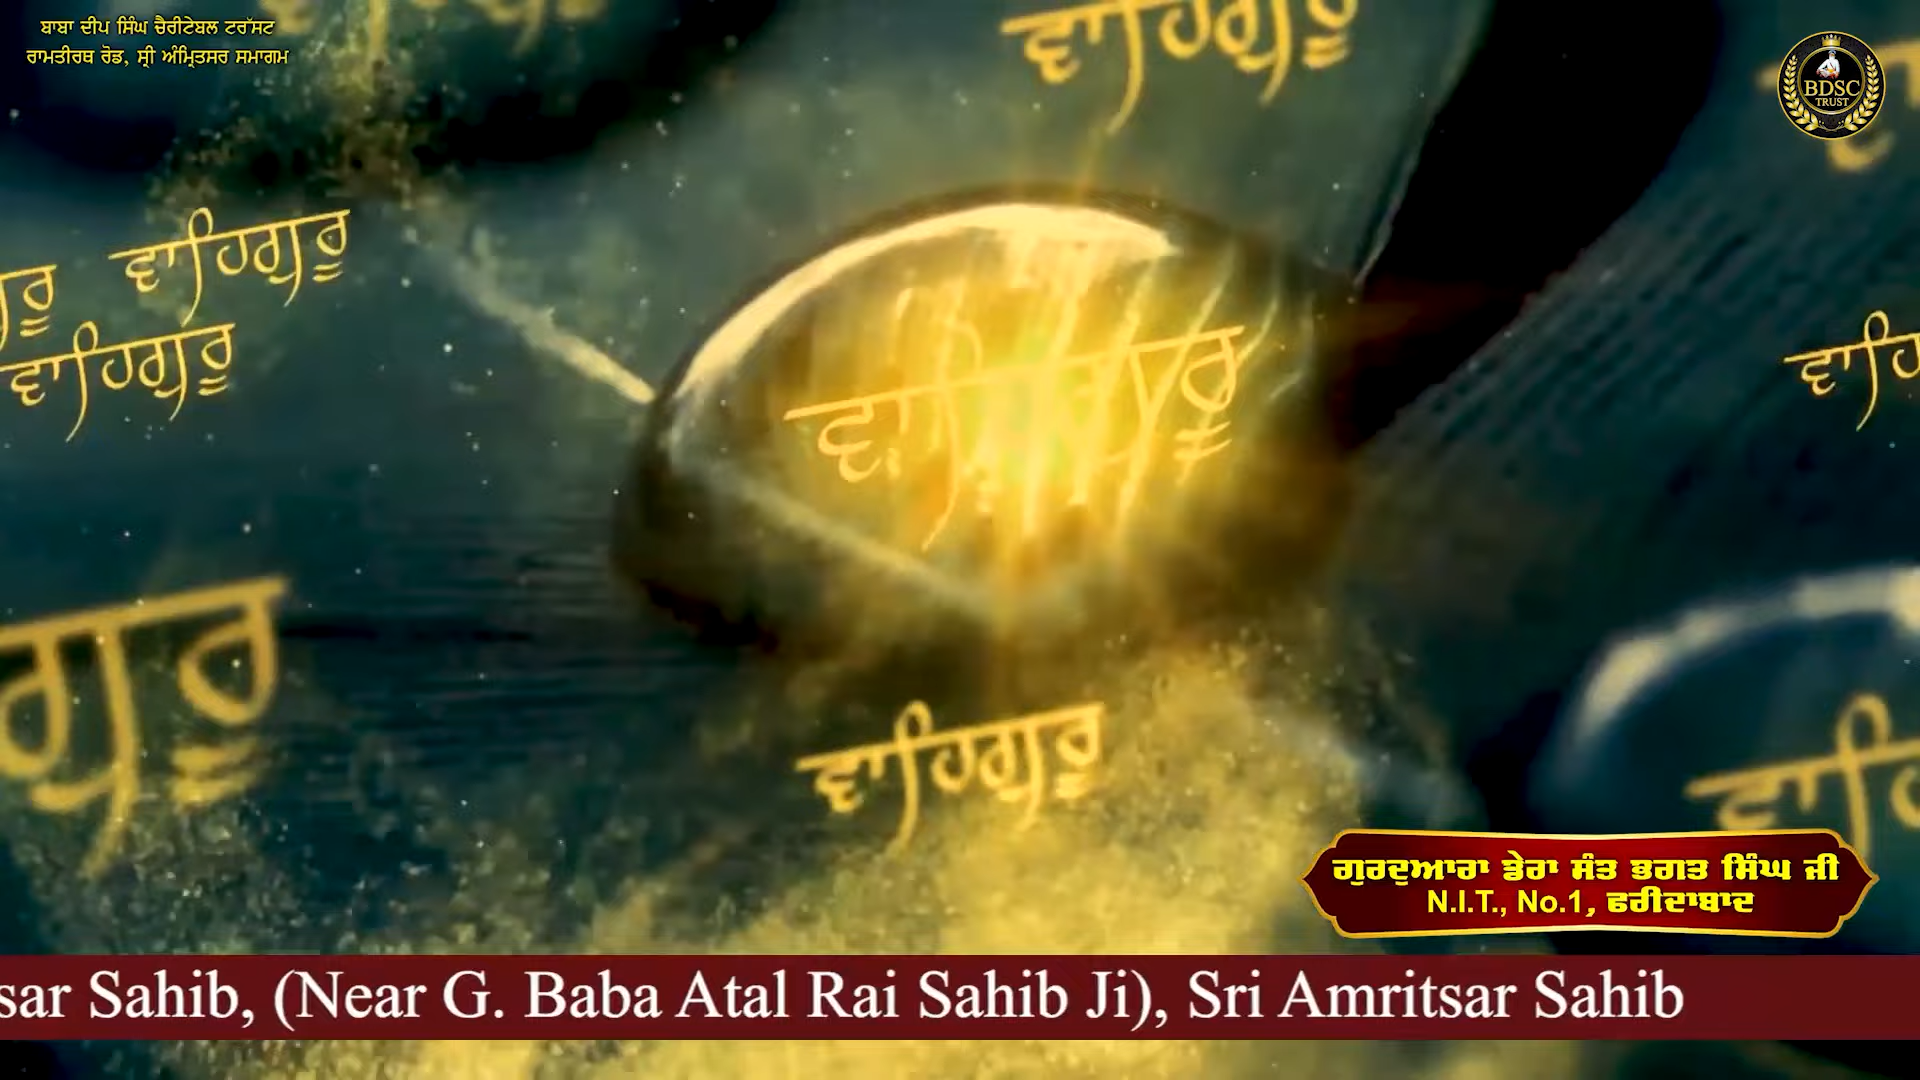 ਬਾਬਾ ਦੀਪ ਸਿੰਘ ਚੈਰੀਟੇਬਲ ਟਰੱਸਟ
ਰਾਮਤੀਰਥ ਰੋਡ, ਸ੍ਰੀ ਅੰਮ੍ਰਿਤਸਰ ਸਮਾਗਮ
BDSC
TRUST
ਵਾਹਿਗੁਰੂ
ਵਾਹਿਗੁਰੂ
ਵਾਹਿਗੁਰੂ
ਵਾਹਿਗੁਰੂ
ਵਾਹਿਗੁਰੂ
ਗੁਰਦੁਆਰਾ ਡੇਰਾ ਸੰਤ ਭਗਤ ਸਿੰਘ ਜੀ
N.I.T., No.1, ਫਰੀਦਾਬਾਦ
sar Sahib, (Near G. Baba Atal Rai Sahib Ji), Sri Amritsar Sahib